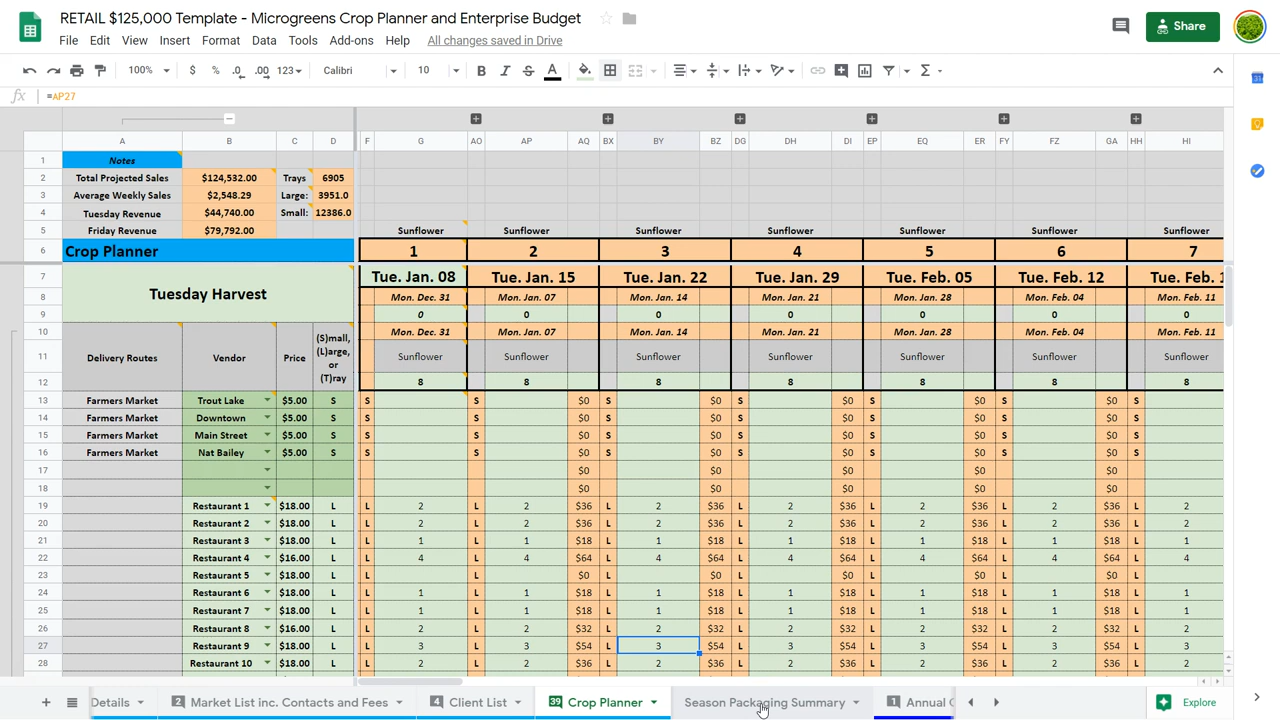 RETAIL $125,000 Template - Microgreens Crop Planner and Enterprise Budget
File Edit View Insert Format Data Tools Add-ons Help All changes saved in Drive
Share
100% $ % .0 .00 123 Calibri 10 B I S A Σ
fx =AP27
A B C D F G AO AP AQ BX BY BZ DG DH DI EP EQ ER FY FZ GA HH HI
1 Notes
2 Total Projected Sales $124,532.00 Trays 6905
3 Average Weekly Sales $2,548.29 Large: 3951.0
4 Tuesday Revenue $44,740.00 Small: 12386.0
5 Friday Revenue $79,792.00 Sunflower Sunflower Sunflower Sunflower Sunflower Sunflower Sunflower
6 Crop Planner 1 2 3 4 5 6 7
7 Tuesday Harvest Tue. Jan. 08 Tue. Jan. 15 Tue. Jan. 22 Tue. Jan. 29 Tue. Feb. 05 Tue. Feb. 12 Tue. Feb. 1
8 Mon. Dec. 31 Mon. Jan. 07 Mon. Jan. 14 Mon. Jan. 21 Mon. Jan. 28 Mon. Feb. 04 Mon. Feb. 11
9 0 0 0 0 0 0 0
10 Mon. Dec. 31 Mon. Jan. 07 Mon. Jan. 14 Mon. Jan. 21 Mon. Jan. 28 Mon. Feb. 04 Mon. Feb. 11
11 Delivery Routes Vendor Price (S)mall, (L)arge, or (T)ray Sunflower Sunflower Sunflower Sunflower Sunflower Sunflower Sunflower
12 8 8 8 8 8 8 8
13 Farmers Market Trout Lake $5.00 S S S $0 S $0 S $0 S $0 S $0 S
14 Farmers Market Downtown $5.00 S S S $0 S $0 S $0 S $0 S $0 S
15 Farmers Market Main Street $5.00 S S S $0 S $0 S $0 S $0 S $0 S
16 Farmers Market Nat Bailey $5.00 S S S $0 S $0 S $0 S $0 S $0 S
17 $0 $0 $0 $0 $0
18 $0 $0 $0 $0 $0
19 Restaurant 1 $18.00 L L 2 L 2 $36 L 2 $36 L 2 $36 L 2 $36 L 2 $36 L 2
20 Restaurant 2 $18.00 L L 2 L 2 $36 L 2 $36 L 2 $36 L 2 $36 L 2 $36 L 2
21 Restaurant 3 $18.00 L L 1 L 1 $18 L 1 $18 L 1 $18 L 1 $18 L 1 $18 L 1
22 Restaurant 4 $16.00 L L 4 L 4 $64 L 4 $64 L 4 $64 L 4 $64 L 4 $64 L 4
23 Restaurant 5 $18.00 L L L $0 L $0 L $0 L $0 L $0 L
24 Restaurant 6 $18.00 L L 1 L 1 $18 L 1 $18 L 1 $18 L 1 $18 L 1 $18 L 1
25 Restaurant 7 $18.00 L L 1 L 1 $18 L 1 $18 L 1 $18 L 1 $18 L 1 $18 L 1
26 Restaurant 8 $16.00 L L 2 L 2 $32 L 2 $32 L 2 $32 L 2 $32 L 2 $32 L 2
27 Restaurant 9 $18.00 L L 3 L 3 $54 L 3 $54 L 3 $54 L 3 $54 L 3 $54 L 3
28 Restaurant 10 $18.00 L L 2 L 2 $36 L 2 $36 L 2 $36 L 2 $36 L 2 $36 L 2
Details 2 Market List inc. Contacts and Fees 4 Client List 39 Crop Planner Season Packaging Summary 1 Annual Explore